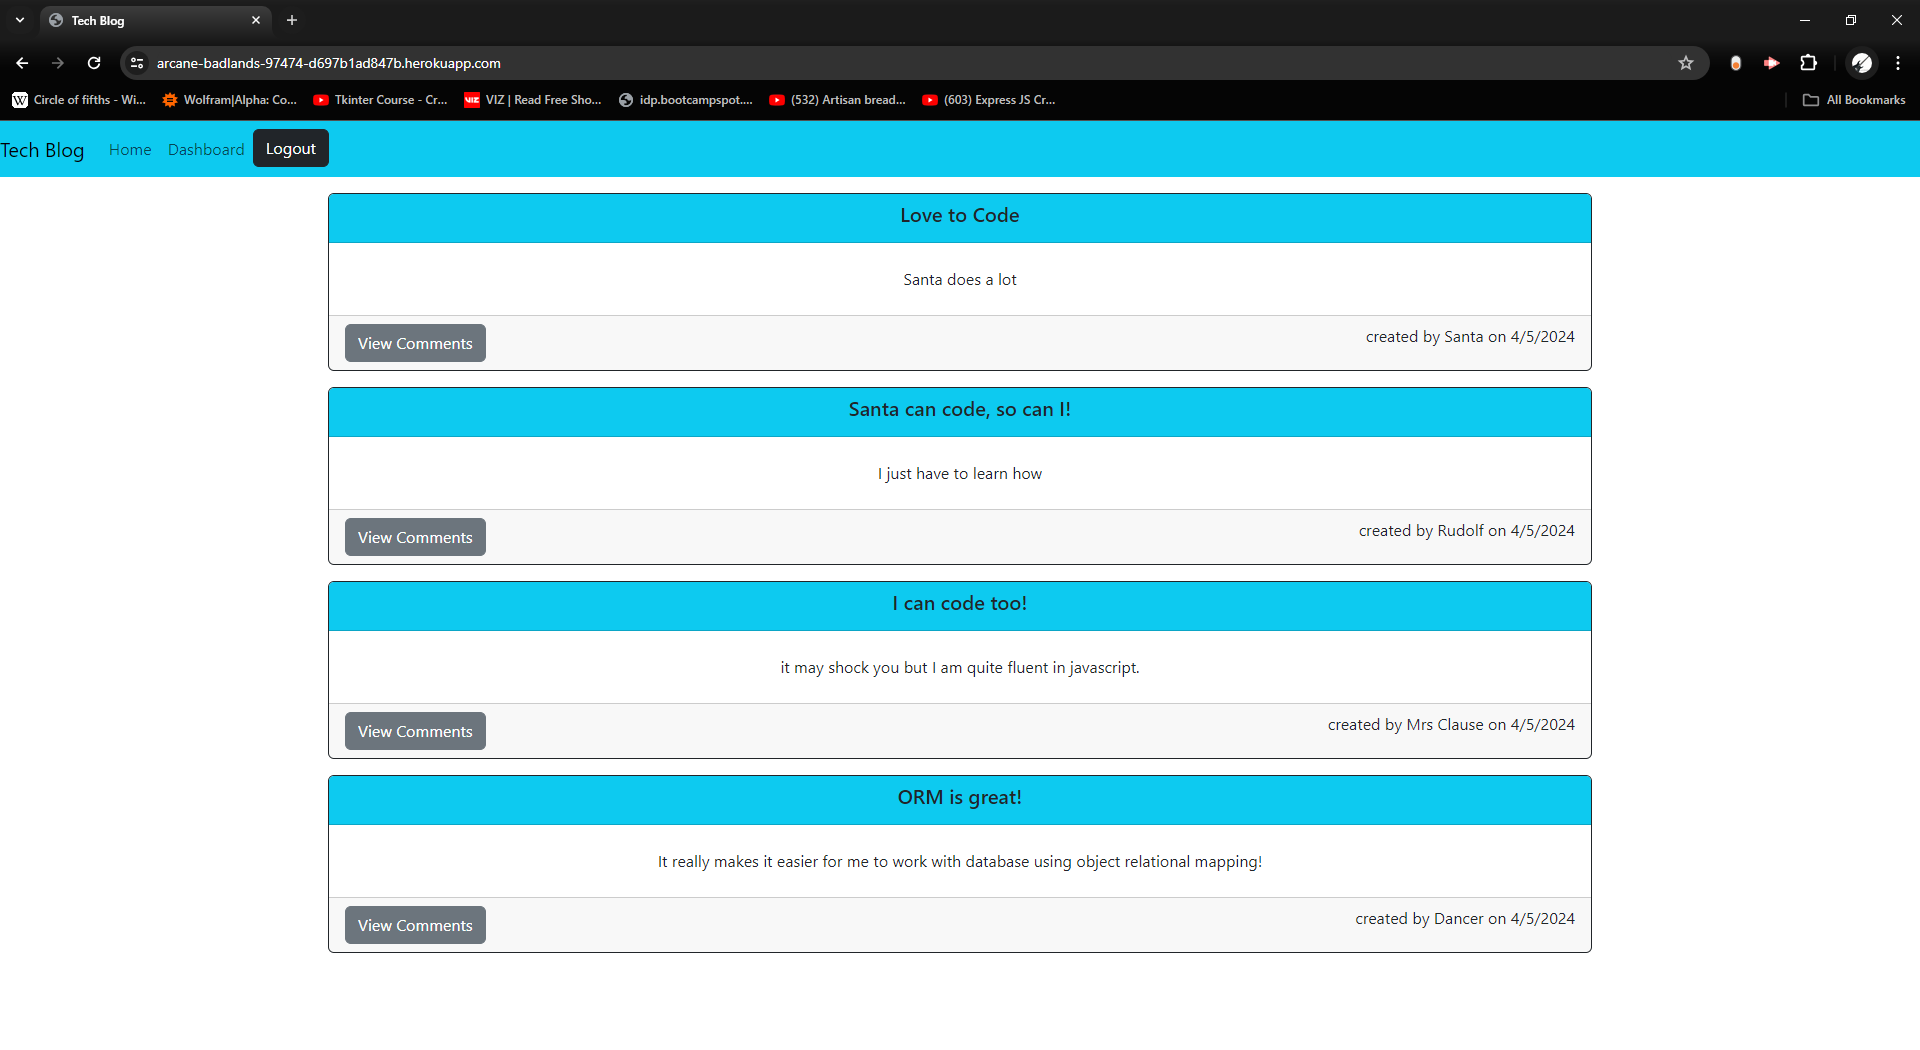 Tech Blog
arcane-badlands-97474-d697b1ad847b.herokuapp.com
Circle of fifths - Wi... Wolfram|Alpha: Co... Tkinter Course - Cr... VIZ VIZ | Read Free Sho... idp.bootcampspot.... (532) Artisan bread... (603) Express JS Cr... All Bookmarks
Tech Blog Home Dashboard Logout
Love to Code
Santa does a lot
View Comments created by Santa on 4/5/2024
Santa can code, so can I!
I just have to learn how
View Comments created by Rudolf on 4/5/2024
I can code too!
it may shock you but I am quite fluent in javascript.
View Comments created by Mrs Clause on 4/5/2024
ORM is great!
It really makes it easier for me to work with database using object relational mapping!
View Comments created by Dancer on 4/5/2024